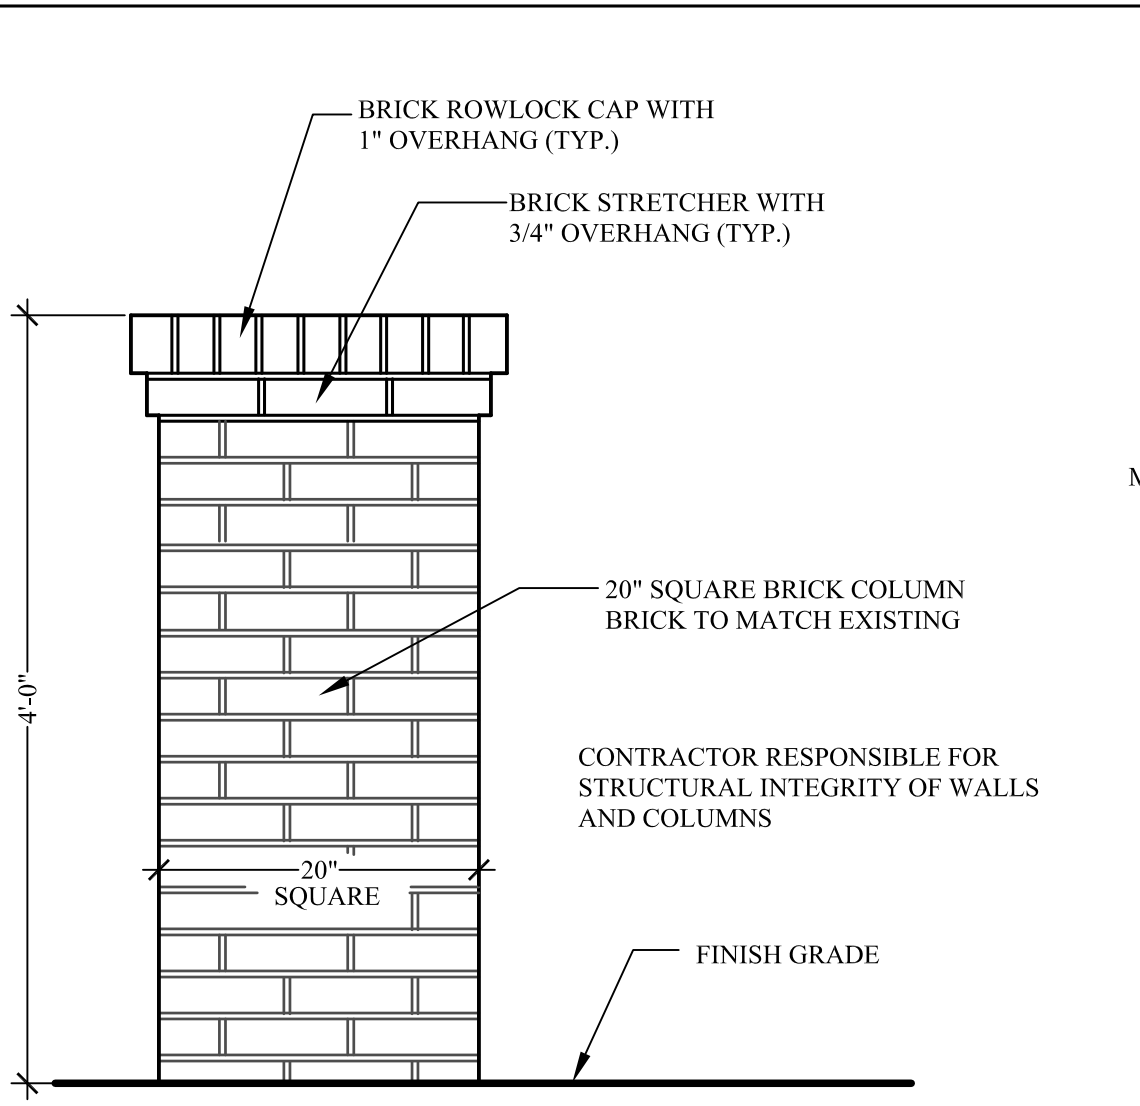 BRICK ROWLOCK CAP WITH
1" OVERHANG (TYP.)
BRICK STRETCHER WITH
3/4" OVERHANG (TYP.)
20" SQUARE BRICK COLUMN
BRICK TO MATCH EXISTING
4'-0"
CONTRACTOR RESPONSIBLE FOR
STRUCTURAL INTEGRITY OF WALLS
AND COLUMNS
20"
SQUARE
FINISH GRADE